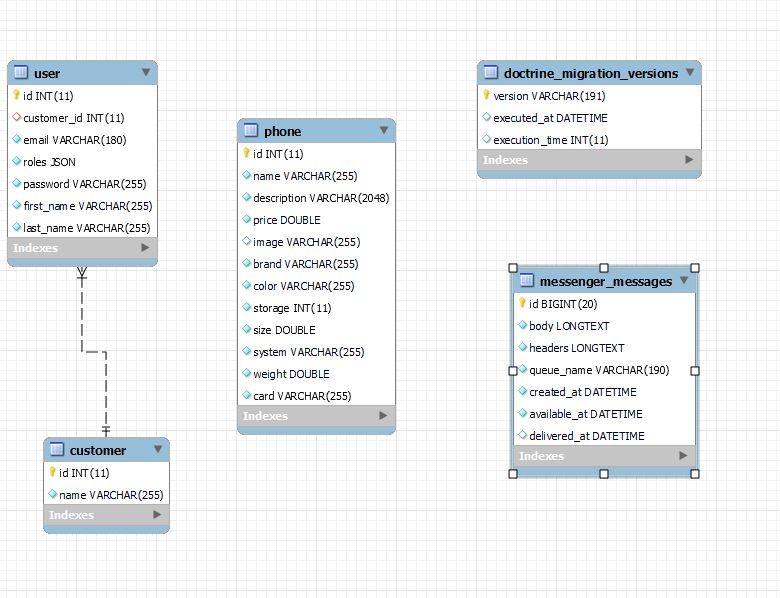 user
id INT(11)
customer_id INT(11)
email VARCHAR(180)
roles JSON
password VARCHAR(255)
first_name VARCHAR(255)
last_name VARCHAR(255)
Indexes
customer
id INT(11)
name VARCHAR(255)
Indexes
phone
id INT(11)
name VARCHAR(255)
description VARCHAR(2048)
price DOUBLE
image VARCHAR(255)
brand VARCHAR(255)
color VARCHAR(255)
storage INT(11)
size DOUBLE
system VARCHAR(255)
weight DOUBLE
card VARCHAR(255)
Indexes
doctrine_migration_versions
version VARCHAR(191)
executed_at DATETIME
execution_time INT(11)
Indexes
messenger_messages
id BIGINT(20)
body LONGTEXT
headers LONGTEXT
queue_name VARCHAR(190)
created_at DATETIME
available_at DATETIME
delivered_at DATETIME
Indexes